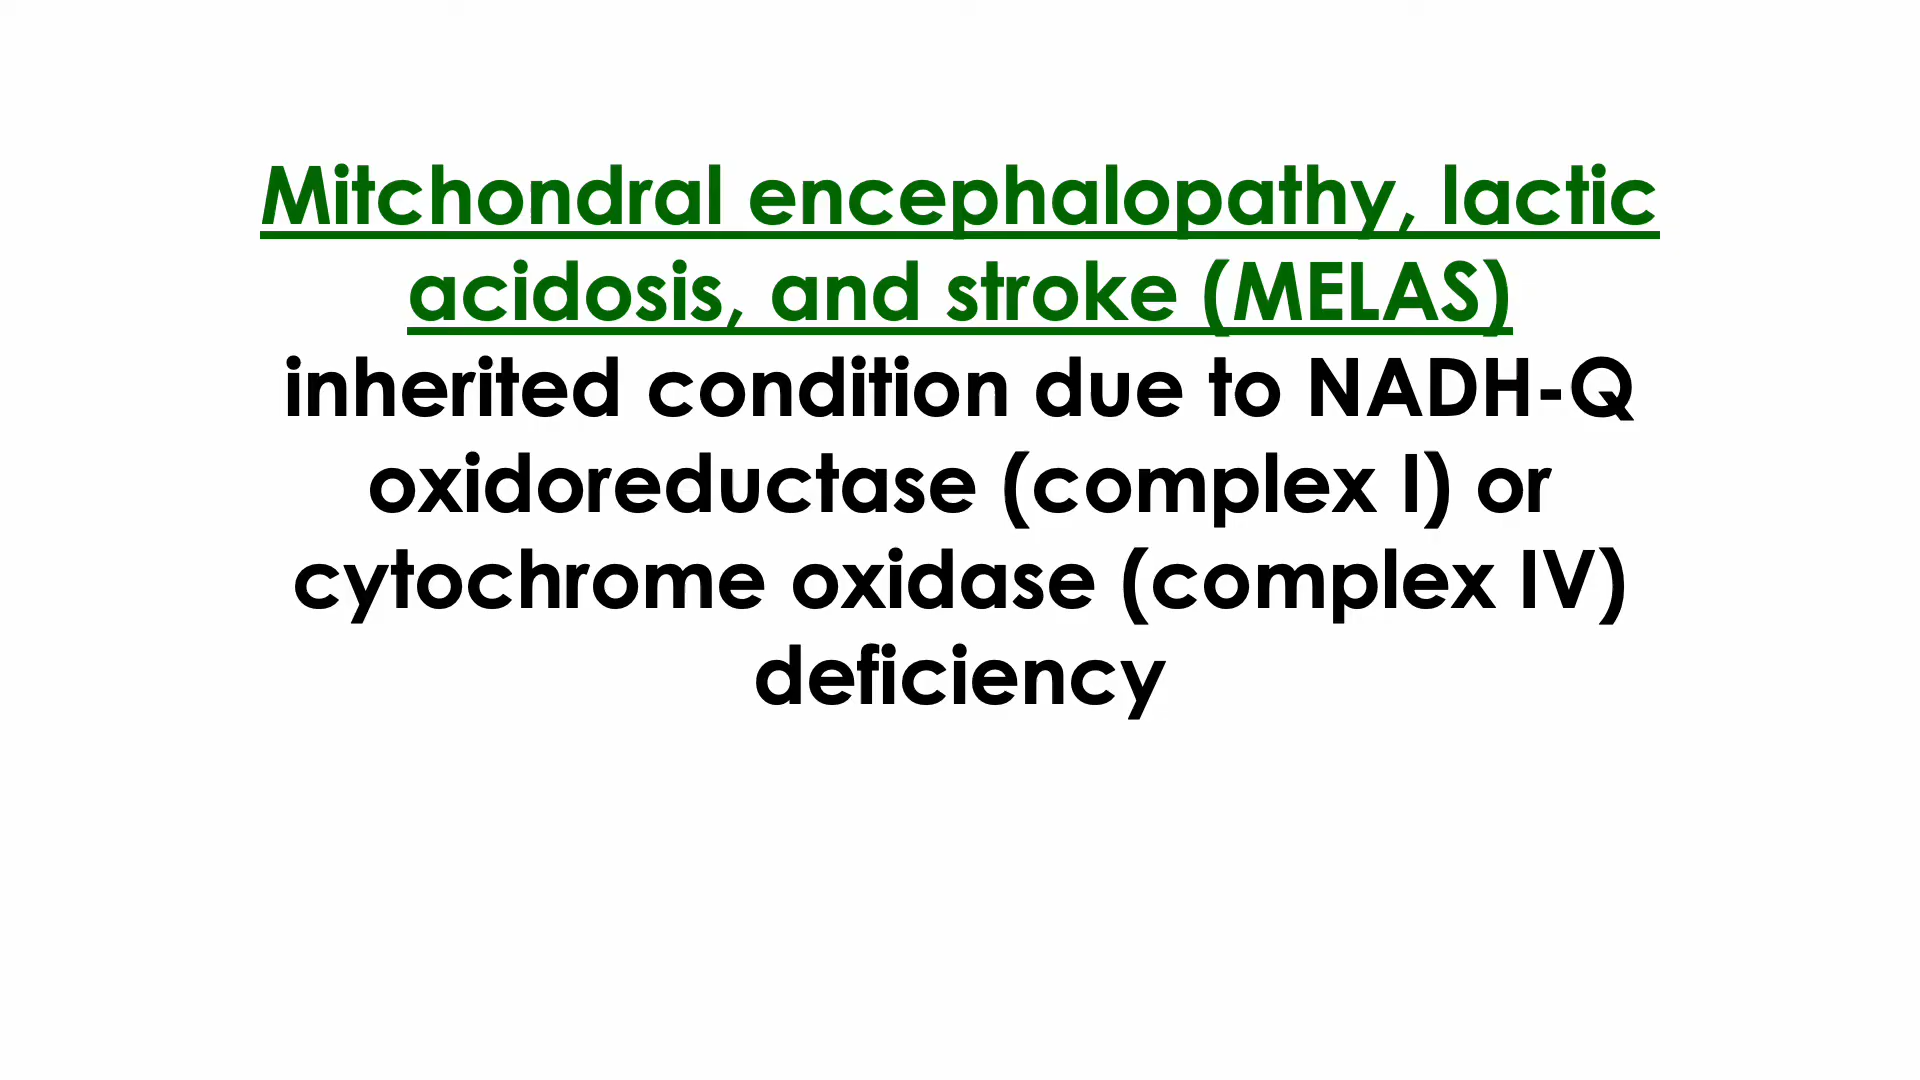 Mitchondral encephalopathy, lactic
acidosis, and stroke (MELAS)
inherited condition due to NADH-Q
oxidoreductase (complex I) or
cytochrome oxidase (complex IV)
deficiency